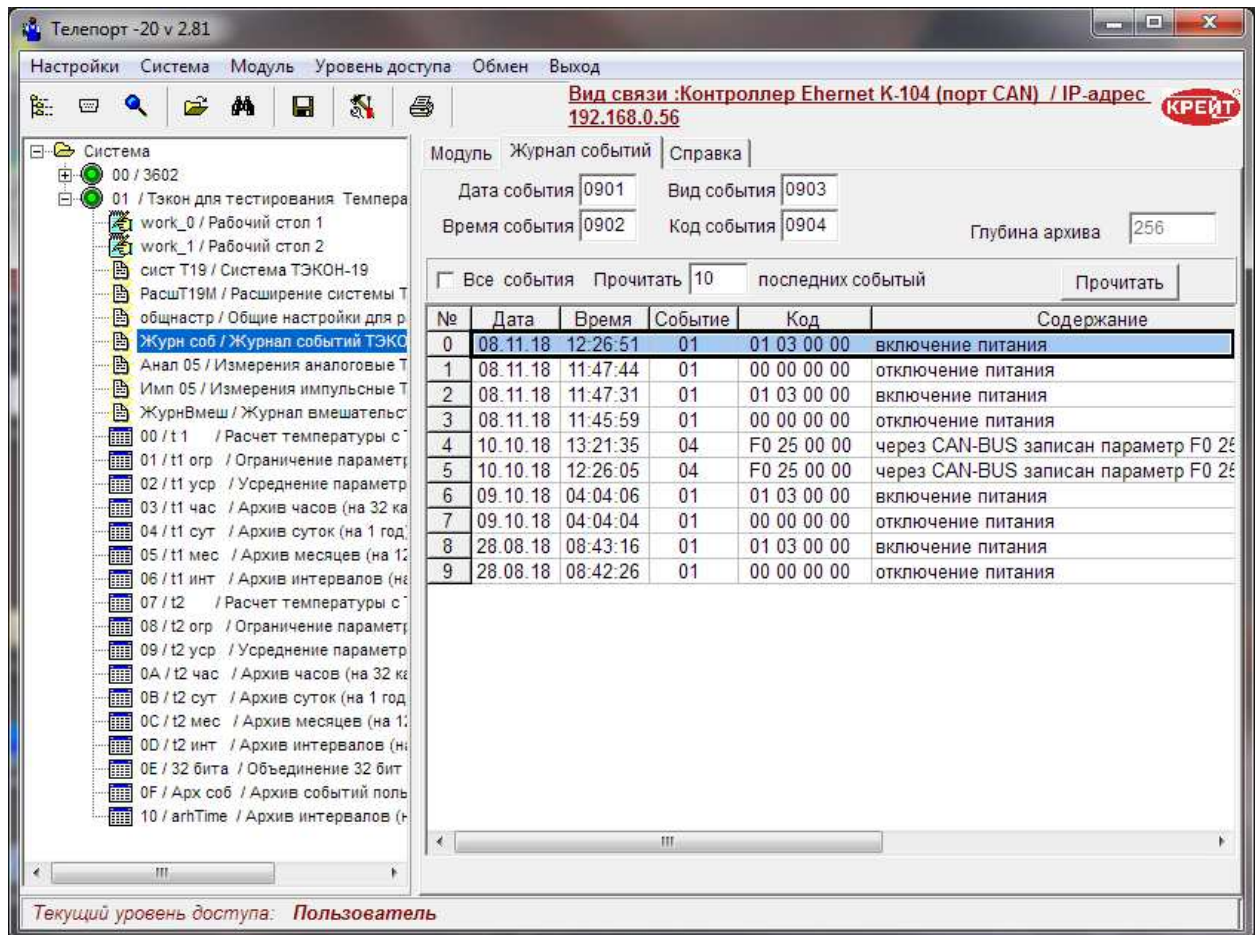 Телепорт -20 v 2.81
Настройки Система Модуль Уровень доступа Обмен Выход
Вид связи :Контроллер Ehernet K-104 (порт CAN) / IP-адрес
192.168.0.56
КРЕЙТ
Система
00 / 3602
01 / Тэкон для тестирования Темпера
work_0 / Рабочий стол 1
work_1 / Рабочий стол 2
сист Т19 / Система ТЭКОН-19
РасшТ19М / Расширение системы Т
общнастр / Общие настройки для р
Журн соб / Журнал событий ТЭКО
Анал 05 / Измерения аналоговые Т
Имп 05 / Измерения импульсные Т
ЖурнВмеш / Журнал вмешательс
00 / t 1 / Расчет температуры с
01 / t1 огр / Ограничение парамет
02 / t1 уср / Усреднение параметр
03 / t1 час / Архив часов (на 32 ка
04 / t1 сут / Архив суток (на 1 год
05 / t1 мес / Архив месяцев (на 12
06 / t1 инт / Архив интервалов (на
07 / t2 / Расчет температуры с
08 / t2 огр / Ограничение парамет
09 / t2 уср / Усреднение параметр
0A / t2 час / Архив часов (на 32 ка
0B / t2 сут / Архив суток (на 1 год
0C / t2 мес / Архив месяцев (на 12
0D / t2 инт / Архив интервалов (на
0E / 32 бита / Объединение 32 бит
0F / Арх соб / Архив событий поль
10 / arhTime / Архив интервалов (н
Модуль Журнал событий Справка
Дата события 0901 Вид события 0903
Время события 0902 Код события 0904 Глубина архива 256
Все события Прочитать 10 последних событый Прочитать
№ Дата Время Событие Код Содержание
0 08.11.18 12:26:51 01 01 03 00 00 включение питания
1 08.11.18 11:47:44 01 00 00 00 00 отключение питания
2 08.11.18 11:47:31 01 01 03 00 00 включение питания
3 08.11.18 11:45:59 01 00 00 00 00 отключение питания
4 10.10.18 13:21:35 04 F0 25 00 00 через CAN-BUS записан параметр F0 25
5 10.10.18 12:26:05 04 F0 25 00 00 через CAN-BUS записан параметр F0 25
6 09.10.18 04:04:06 01 01 03 00 00 включение питания
7 09.10.18 04:04:04 01 00 00 00 00 отключение питания
8 28.08.18 08:43:16 01 01 03 00 00 включение питания
9 28.08.18 08:42:26 01 00 00 00 00 отключение питания
Текущий уровень доступа: Пользователь